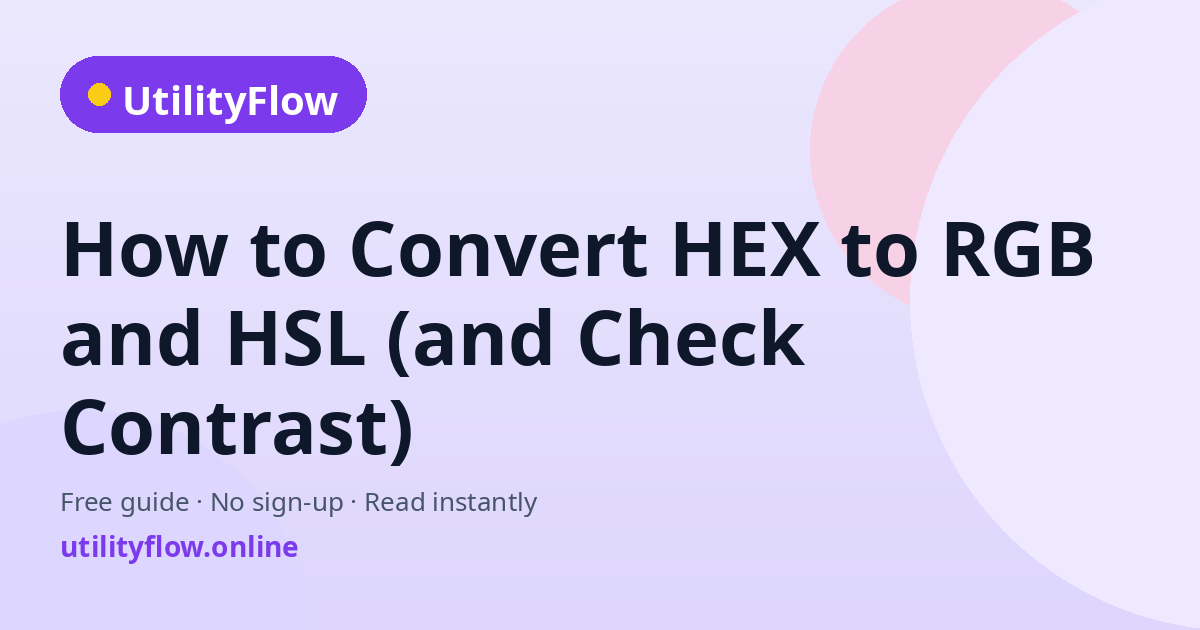 UtilityFlow
How to Convert HEX to RGB
and HSL (and Check
Contrast)
Free guide · No sign-up · Read instantly
utilityflow.online